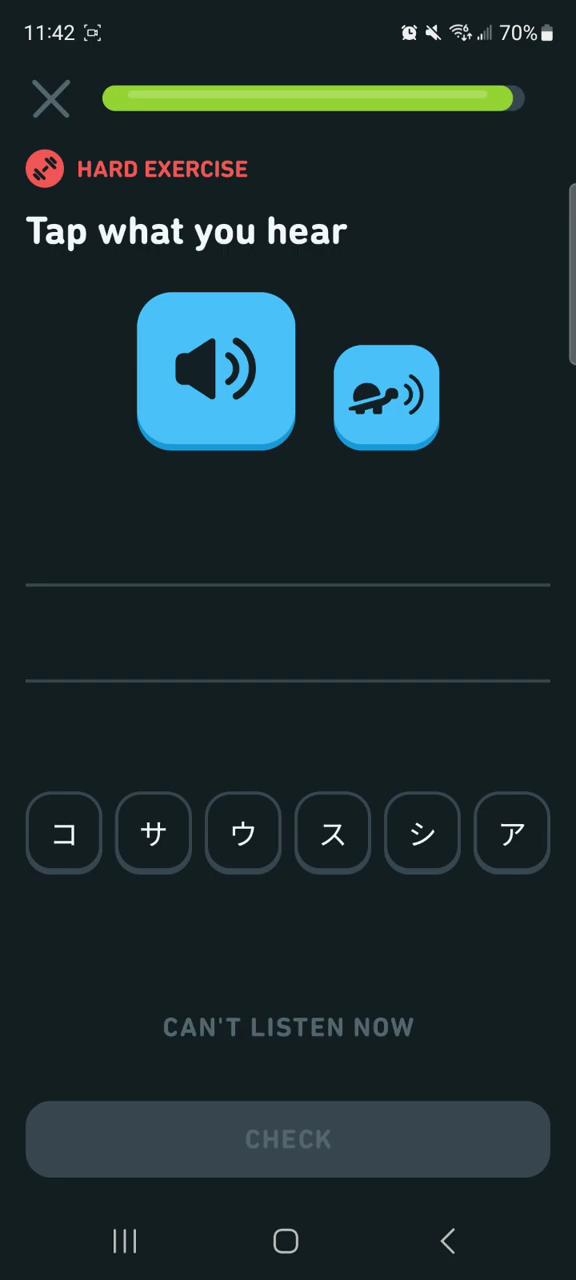 11:42
70%
HARD EXERCISE
Tap what you hear
コ サ ウ ス シ ア
CAN'T LISTEN NOW
CHECK